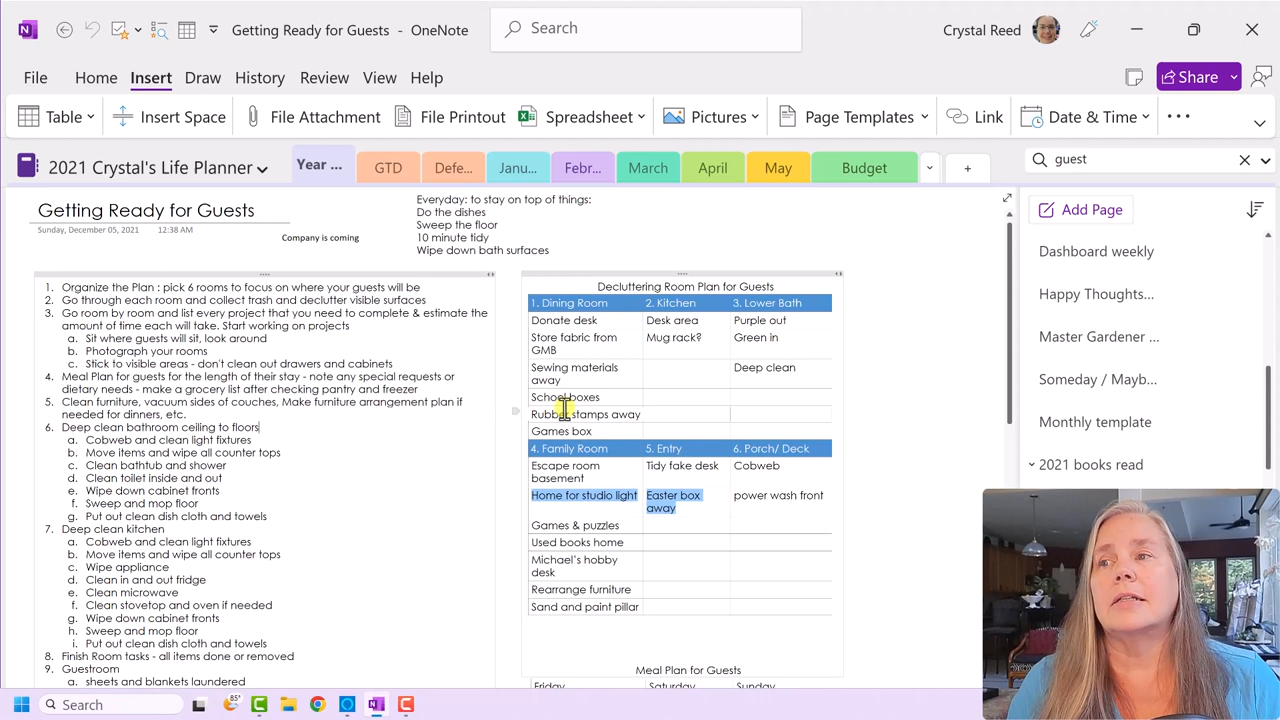 Getting Ready for Guests - OneNote
Search
Crystal Reed
File Home Insert Draw History Review View Help
Share
Table Insert Space File Attachment File Printout Spreadsheet Pictures Page Templates Link Date & Time
2021 Crystal's Life Planner
Year ... GTD Defe... Janu... Febr... March April May Budget +
guest
Getting Ready for Guests
Sunday, December 05, 2021 12:38 AM
Company is coming
Everyday: to stay on top of things:
Do the dishes
Sweep the floor
10 minute tidy
Wipe down bath surfaces
1. Organize the Plan : pick 6 rooms to focus on where your guests will be
2. Go through each room and collect trash and declutter visible surfaces
3. Go room by room and list every project that you need to complete & estimate the
amount of time each will take. Start working on projects
a. Sit where guests will sit, look around
b. Photograph your rooms
c. Stick to visible areas - don't clean out drawers and cabinets
4. Meal Plan for guests for the length of their stay - note any special requests or
dietary needs - make a grocery list after checking pantry and freezer
5. Clean furniture, vacuum sides of couches, Make furniture arrangement plan if
needed for dinners, etc.
6. Deep clean bathroom ceiling to floors
a. Cobweb and clean light fixtures
b. Move items and wipe all counter tops
c. Clean bathtub and shower
d. Clean toilet inside and out
e. Wipe down cabinet fronts
f. Sweep and mop floor
g. Put out clean dish cloth and towels
7. Deep clean kitchen
a. Cobweb and clean light fixtures
b. Move items and wipe all counter tops
c. Wipe appliance
d. Clean in and out fridge
e. Clean microwave
f. Clean stovetop and oven if needed
g. Wipe down cabinet fronts
h. Sweep and mop floor
i. Put out clean dish cloth and towels
8. Finish Room tasks - all items done or removed
9. Guestroom
a. sheets and blankets laundered
Decluttering Room Plan for Guests
1. Dining Room 2. Kitchen 3. Lower Bath
Donate desk Desk area Purple out
Store fabric from Mug rack? Green in
GMB
Sewing materials Deep clean
away
School boxes
Rubber stamps away
Games box
4. Family Room 5. Entry 6. Porch/ Deck
Escape room Tidy fake desk Cobweb
basement
Home for studio light Easter box power wash front
away
Games & puzzles
Used books home
Michael's hobby
desk
Rearrange furniture
Sand and paint pillar
Meal Plan for Guests
Friday Saturday Sunday
Add Page
Dashboard weekly
Happy Thoughts...
Master Gardener ...
Someday / Mayb...
Monthly template
2021 books read
Search
85°